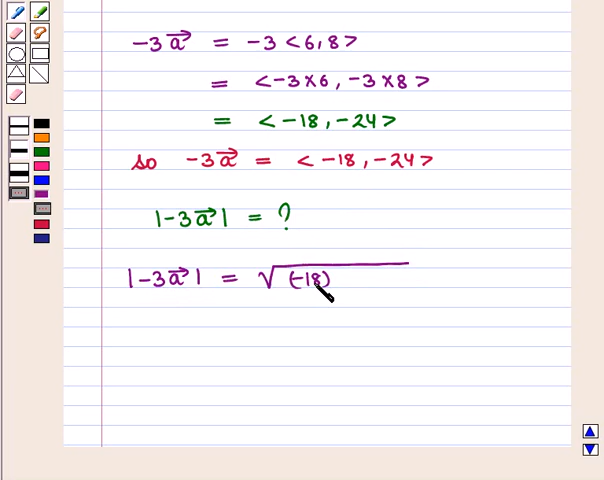 -3a⃗ = -3 <6,8>
= <-3×6, -3×8>
= <-18, -24>
so -3a⃗ = <-18, -24>
|-3a⃗| = ?
|-3a⃗| = √(-18)